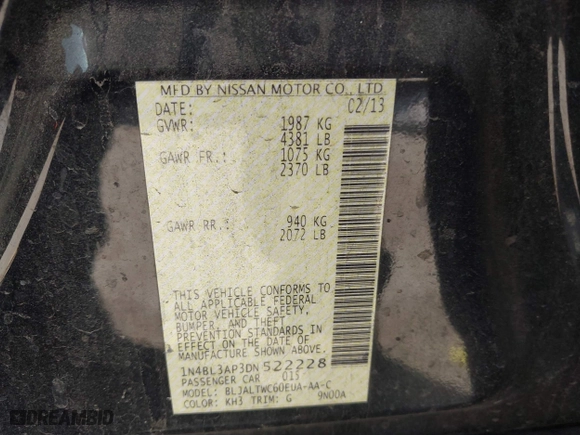 MFD BY NISSAN MOTOR CO., LTD.
DATE: 02/13
GVWR: 1987 KG
4381 LB
GAWR FR.: 1075 KG
2370 LB
GAWR RR.: 940 KG
2072 LB
THIS VEHICLE CONFORMS TO
ALL APPLICABLE FEDERAL
MOTOR VEHICLE SAFETY,
BUMPER, AND THEFT
PREVENTION STANDARDS IN
EFFECT ON THE DATE OF
MANUFACTURE SHOWN ABOVE.
1N4BL3AP3DN522228
PASSENGER CAR 015
MODEL: BLJALTWC60EUA-AA-C
COLOR: KH3 TRIM: G 9N00A
DREAMBID